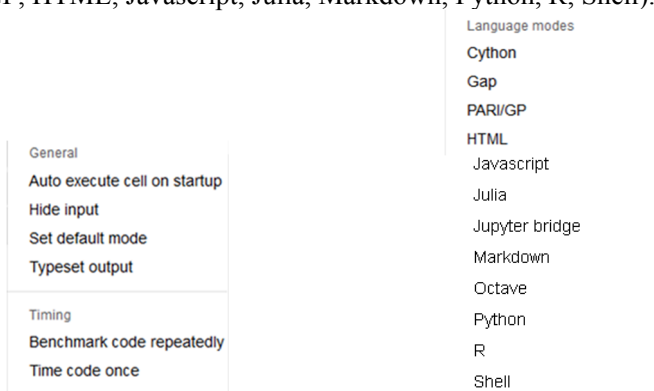 P, HTML, Javascript, Julia, Markdown, Python, R, Shell).
General
Auto execute cell on startup
Hide input
Set default mode
Typeset output
Timing
Benchmark code repeatedly
Time code once
Language modes
Cython
Gap
PARI/GP
HTML
Javascript
Julia
Jupyter bridge
Markdown
Octave
Python
R
Shell